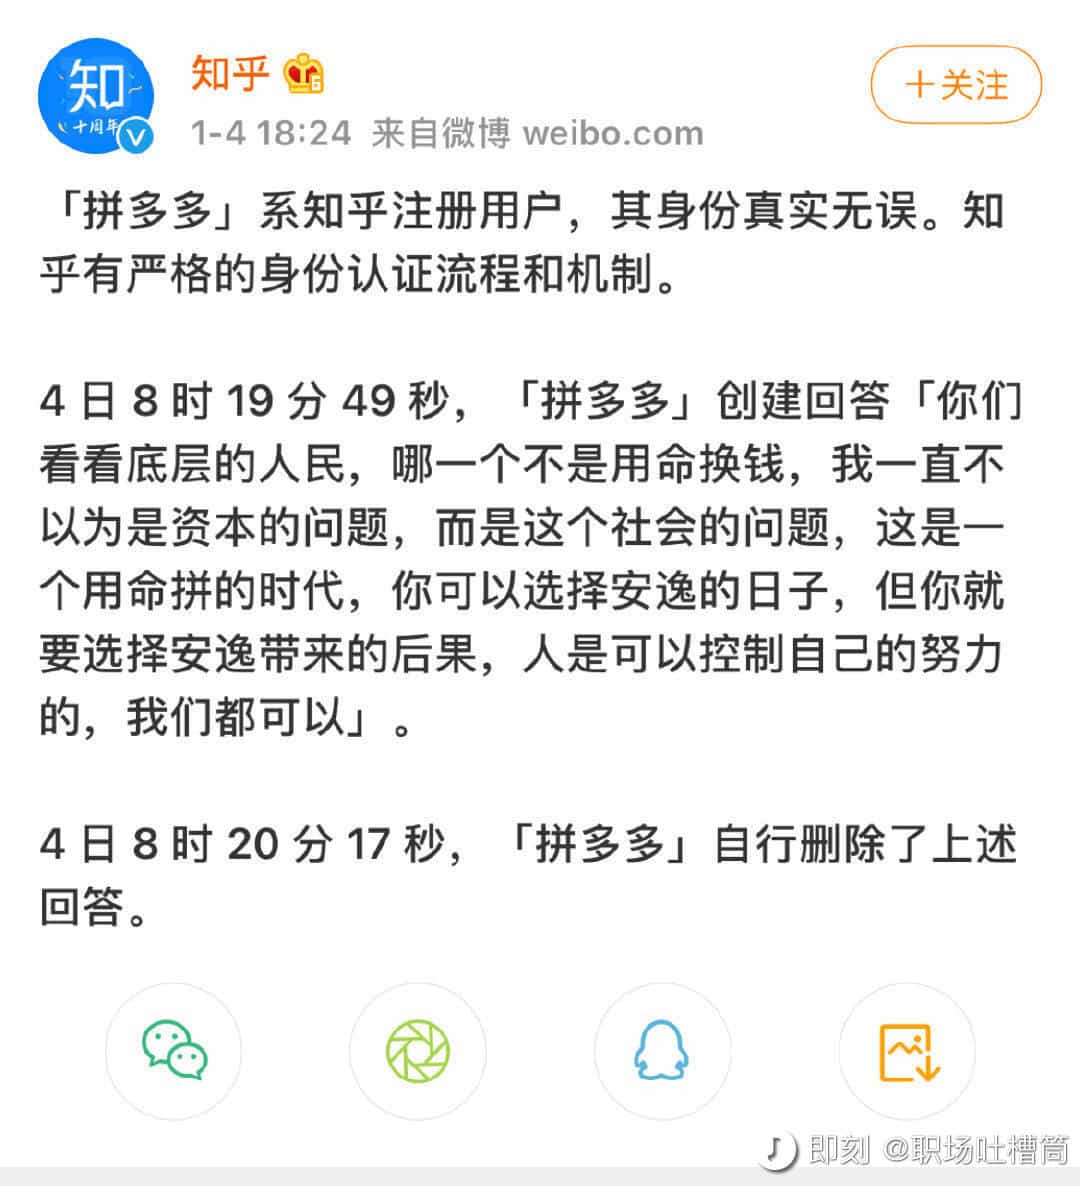 知
十周年
知乎
＋关注
1-4 18:24 来自微博 weibo.com
「拼多多」系知乎注册用户，其身份真实无误。知
乎有严格的身份认证流程和机制。
4 日 8 时 19 分 49 秒，「拼多多」创建回答「你们
看看底层的人民，哪一个不是用命换钱，我一直不
以为是资本的问题，而是这个社会的问题，这是一
个用命拼的时代，你可以选择安逸的日子，但你就
要选择安逸带来的后果，人是可以控制自己的努力
的，我们都可以」。
4 日 8 时 20 分 17 秒，「拼多多」自行删除了上述
回答。
即刻 @职场吐槽筒